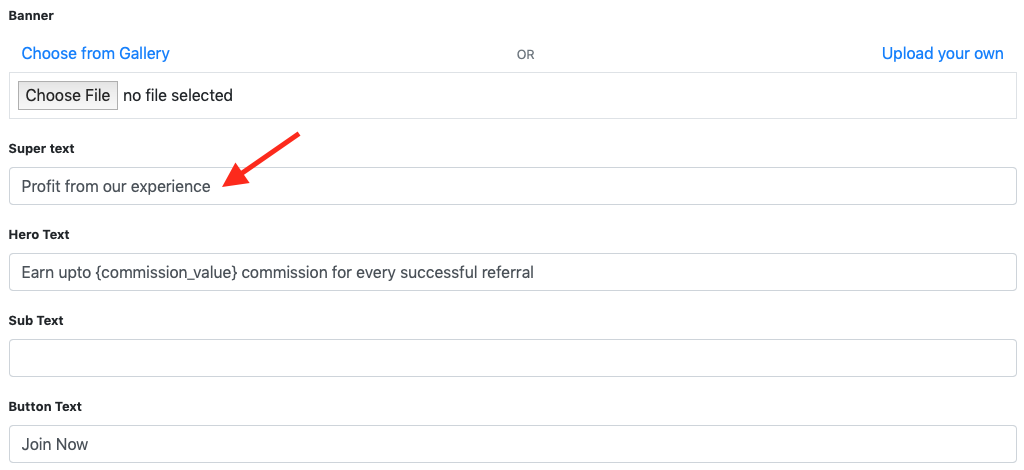 Banner
Choose from Gallery OR Upload your own
Choose File no file selected
Super text
Profit from our experience
Hero Text
Earn upto {commission_value} commission for every successful referral
Sub Text
Button Text
Join Now